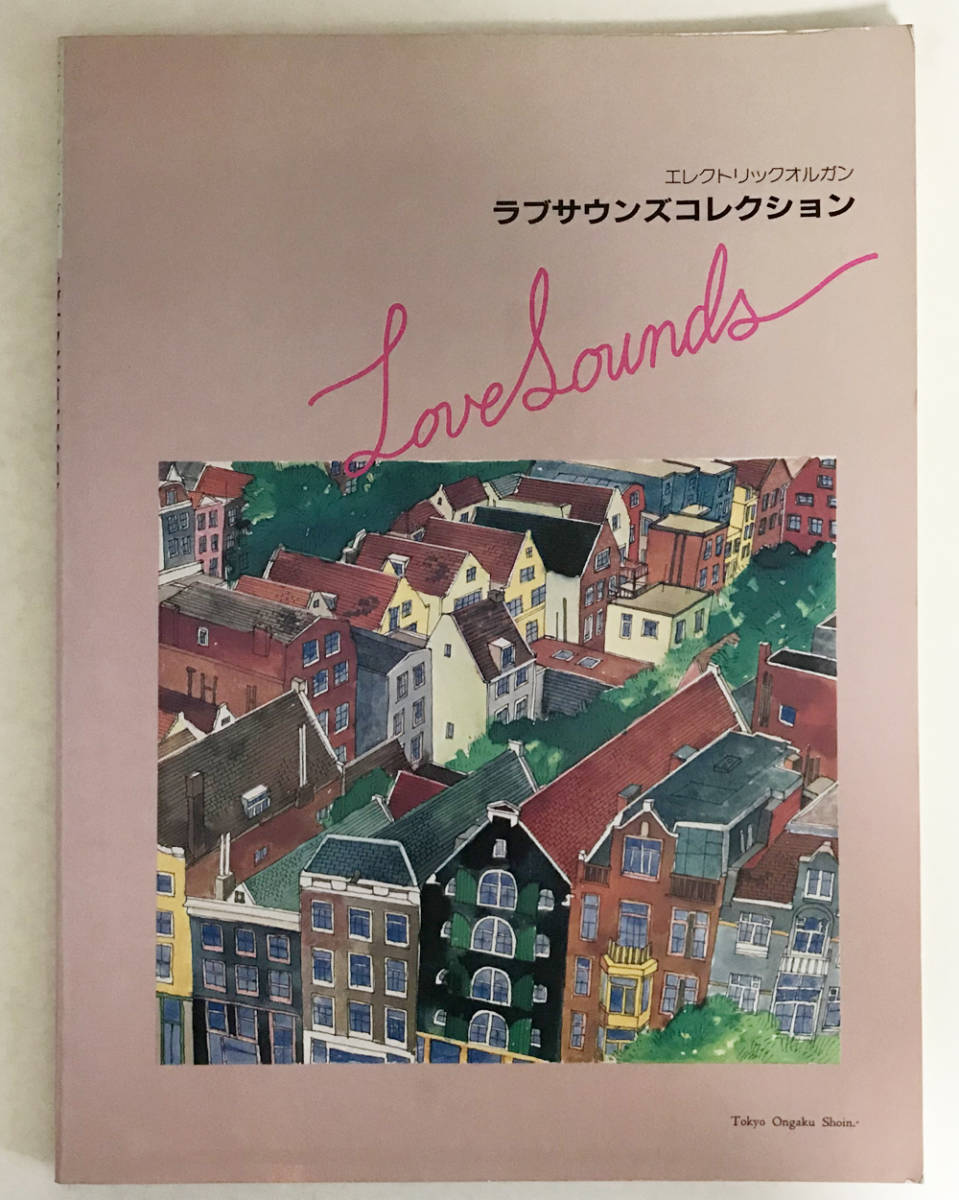 エレクトリックオルガン
ラブサウンズコレクション
Love Sounds
Tokyo Ongaku Shoin.